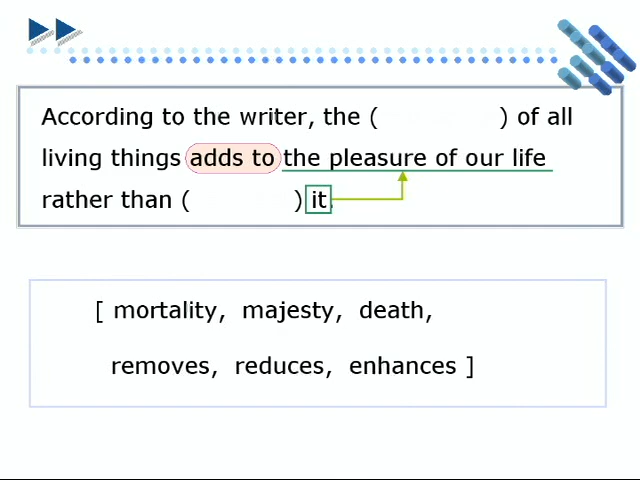 According to the writer, the ( ) of all
living things adds to the pleasure of our life
rather than ( ) it.
[ mortality, majesty, death,
removes, reduces, enhances ]